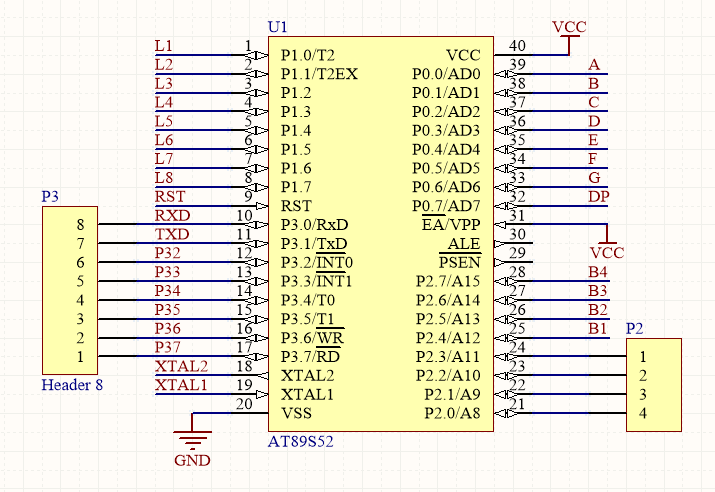 U1
VCC
L1 1 P1.0/T2 VCC 40
L2 2 P1.1/T2EX P0.0/AD0 39 A
L3 3 P1.2 P0.1/AD1 38 B
L4 4 P1.3 P0.2/AD2 37 C
L5 5 P1.4 P0.3/AD3 36 D
L6 6 P1.5 P0.4/AD4 35 E
L7 7 P1.6 P0.5/AD5 34 F
L8 8 P1.7 P0.6/AD6 33 G
RST 9 RST P0.7/AD7 32 DP
P3
8 RXD 10 P3.0/RxD EA/VPP 31
7 TXD 11 P3.1/TxD ALE 30
VCC
6 P32 12 P3.2/INT0 PSEN 29
5 P33 13 P3.3/INT1 P2.7/A15 28 B4
4 P34 14 P3.4/T0 P2.6/A14 27 B3
3 P35 15 P3.5/T1 P2.5/A13 26 B2
2 P36 16 P3.6/WR P2.4/A12 25 B1
P2
1 P37 17 P3.7/RD P2.3/A11 24 1
XTAL2 18 XTAL2 P2.2/A10 23 2
Header 8
XTAL1 19 XTAL1 P2.1/A9 22 3
20 VSS P2.0/A8 21 4
AT89S52
GND